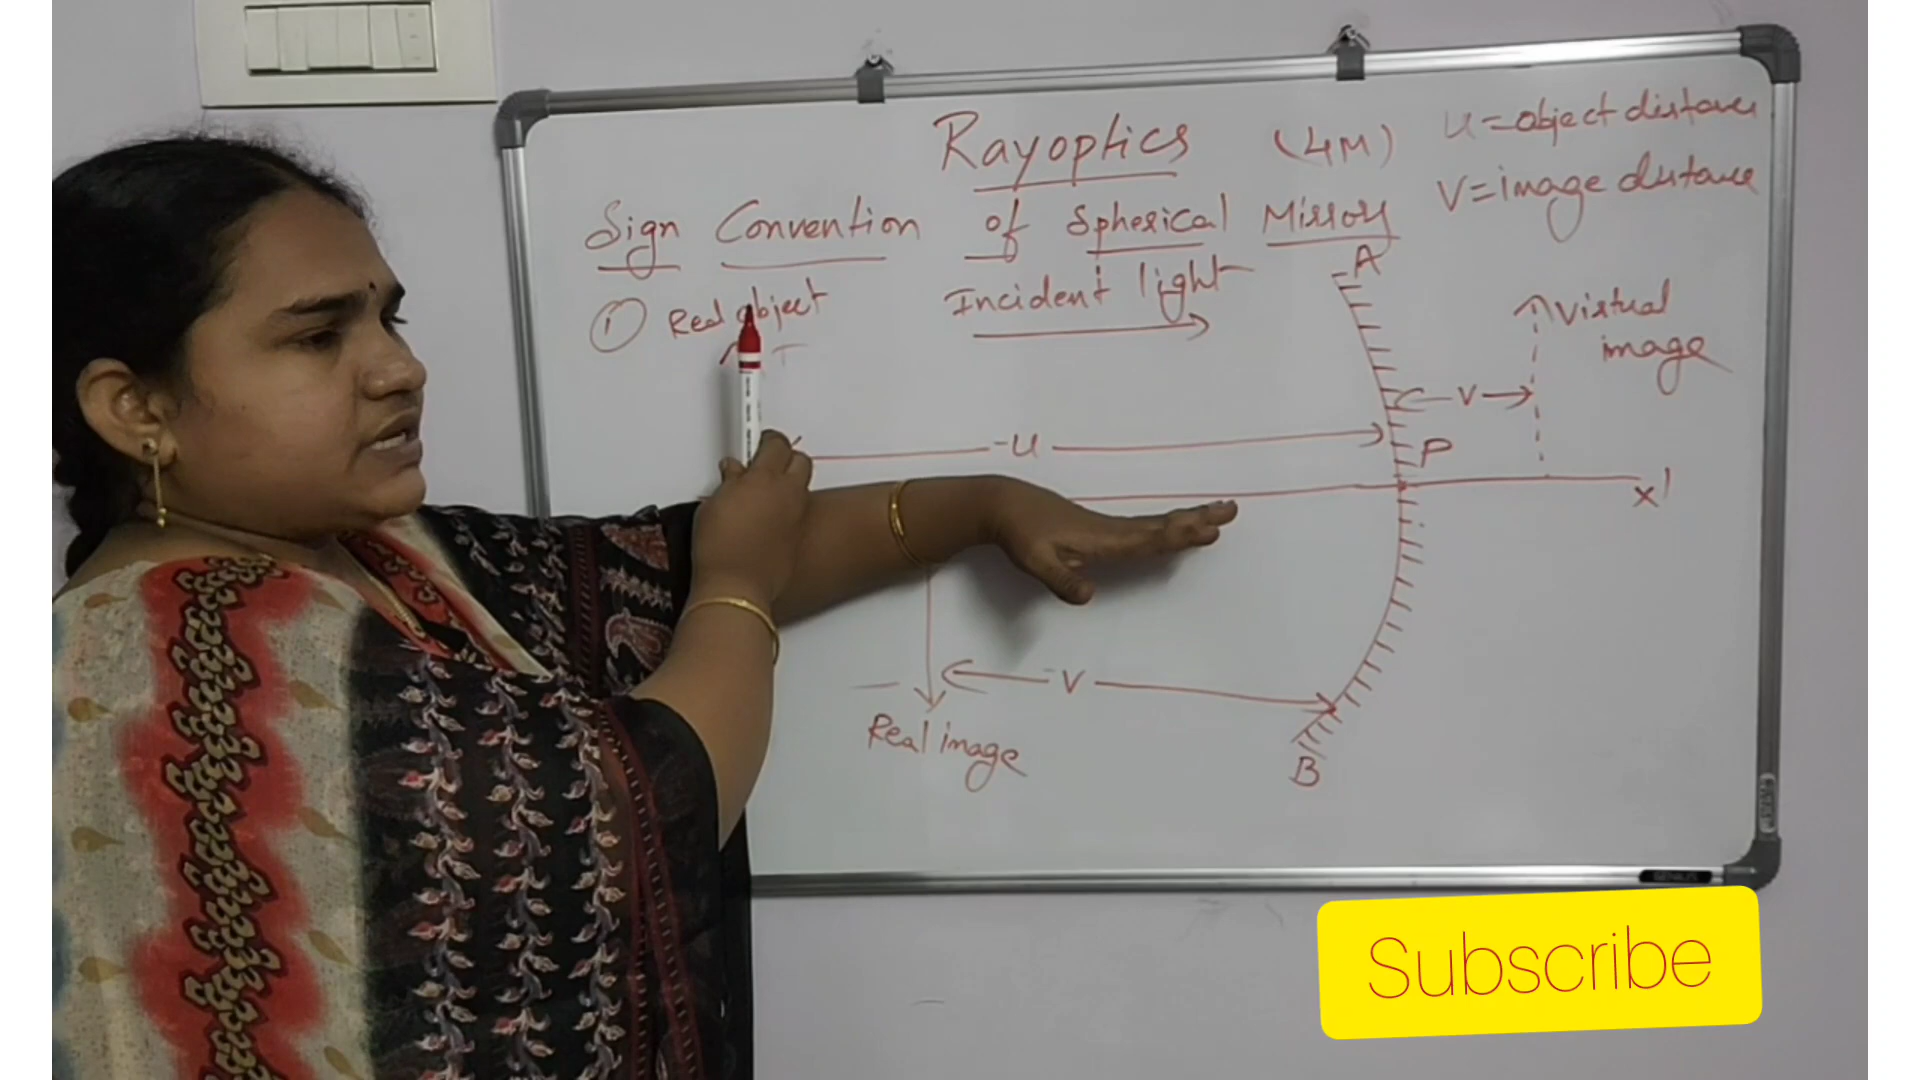 Rayoptics (4M)
u = object distance
v = image distance
Sign Convention of Spherical Mirrors
① Real object
Incident light
A
Virtual
image
v
-u
P
X'
-v
Real image
B
Subscribe